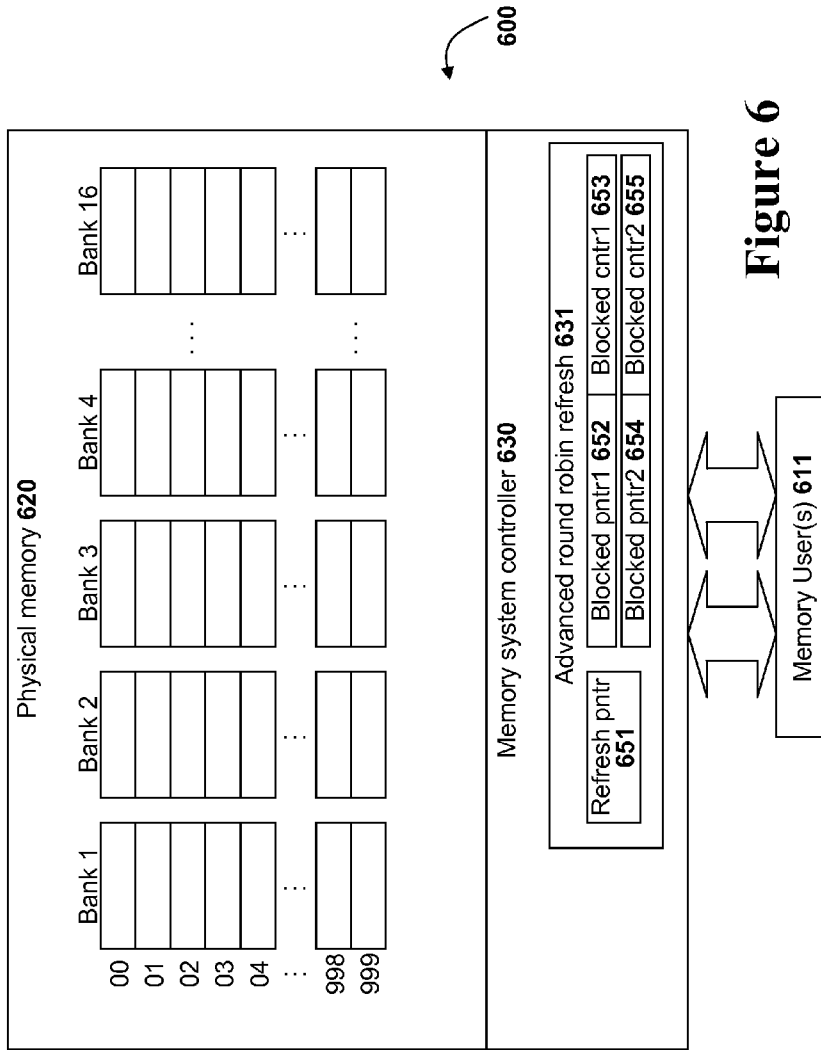 Physical memory 620
Bank 1 Bank 2 Bank 3 Bank 4 Bank 16
00
01
02
03
04
998
999
...
Memory system controller 630
Advanced round robin refresh 631
Refresh pntr
651
Blocked pntr1 652 Blocked cntr1 653
Blocked pntr2 654 Blocked cntr2 655
Memory User(s) 611
600
Figure 6